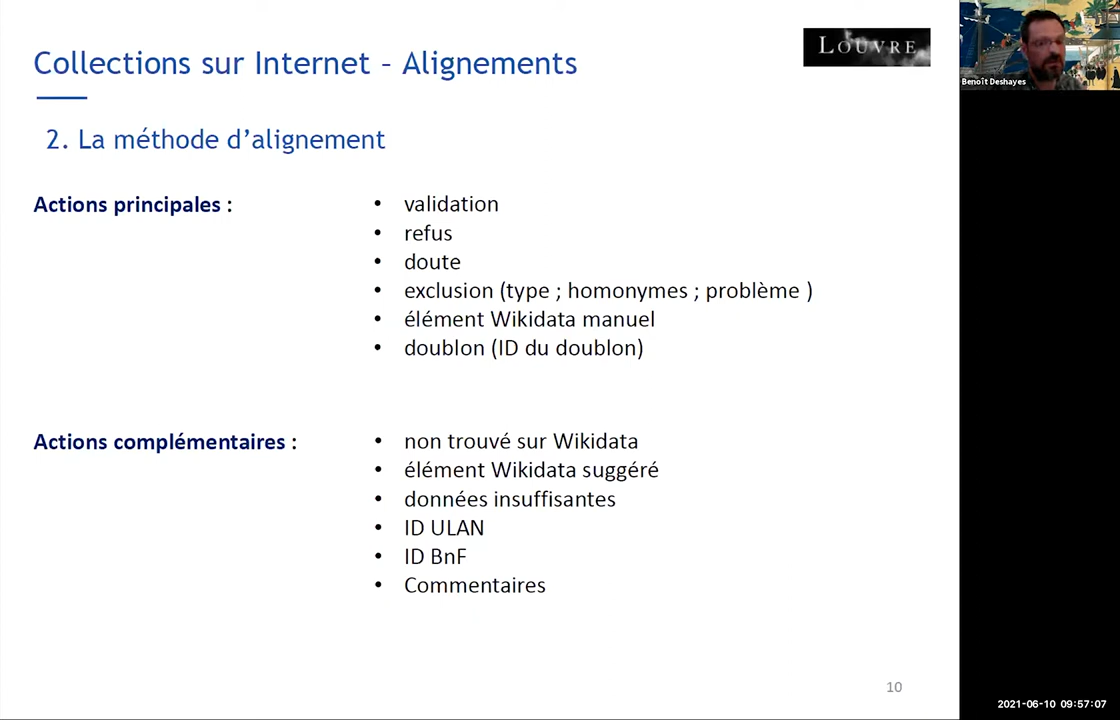 Collections sur Internet – Alignements
LOUVRE
Benoît Deshayes
2. La méthode d’alignement
Actions principales :
• validation
• refus
• doute
• exclusion (type ; homonymes ; problème )
• élément Wikidata manuel
• doublon (ID du doublon)
Actions complémentaires :
• non trouvé sur Wikidata
• élément Wikidata suggéré
• données insuffisantes
• ID ULAN
• ID BnF
• Commentaires
10
2021-06-10 09:57:07